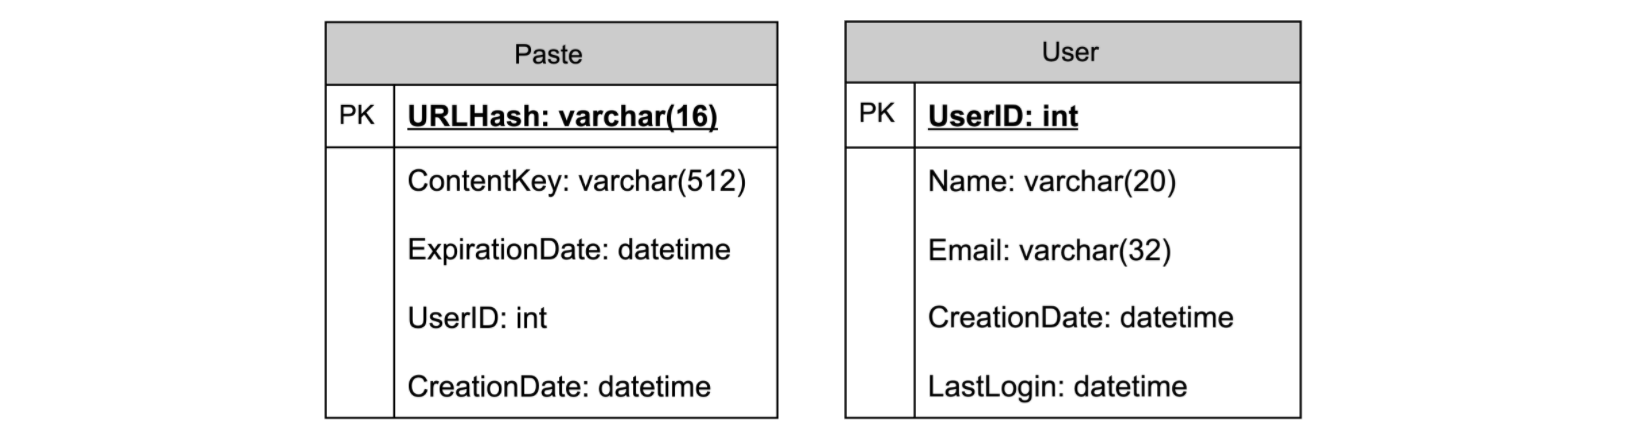 Paste
PK URLHash: varchar(16)
ContentKey: varchar(512)
ExpirationDate: datetime
UserID: int
CreationDate: datetime
User
PK UserID: int
Name: varchar(20)
Email: varchar(32)
CreationDate: datetime
LastLogin: datetime